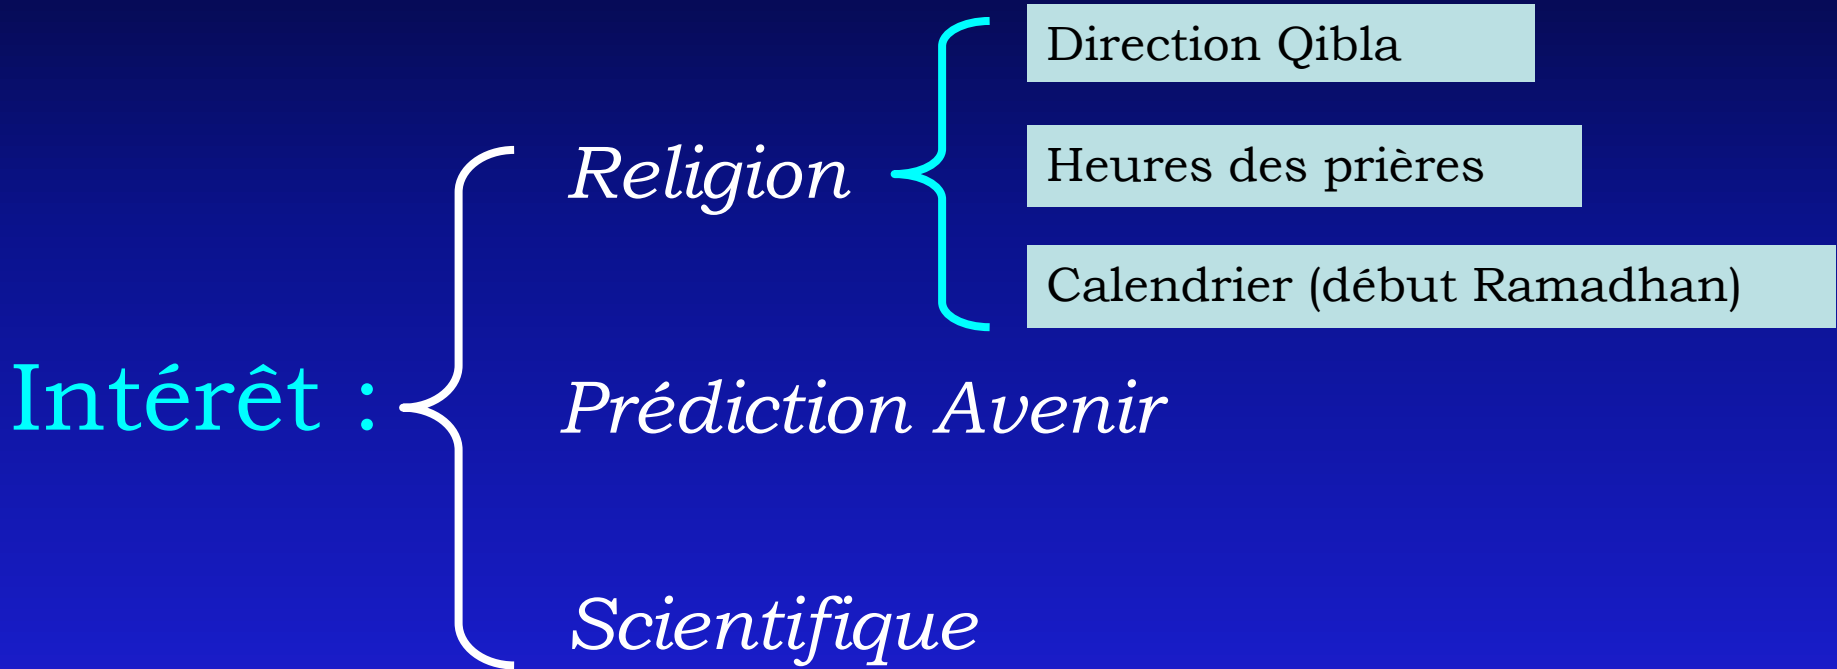 Intérêt :
Religion
Direction Qibla
Heures des prières
Calendrier (début Ramadhan)
Prédiction Avenir
Scientifique